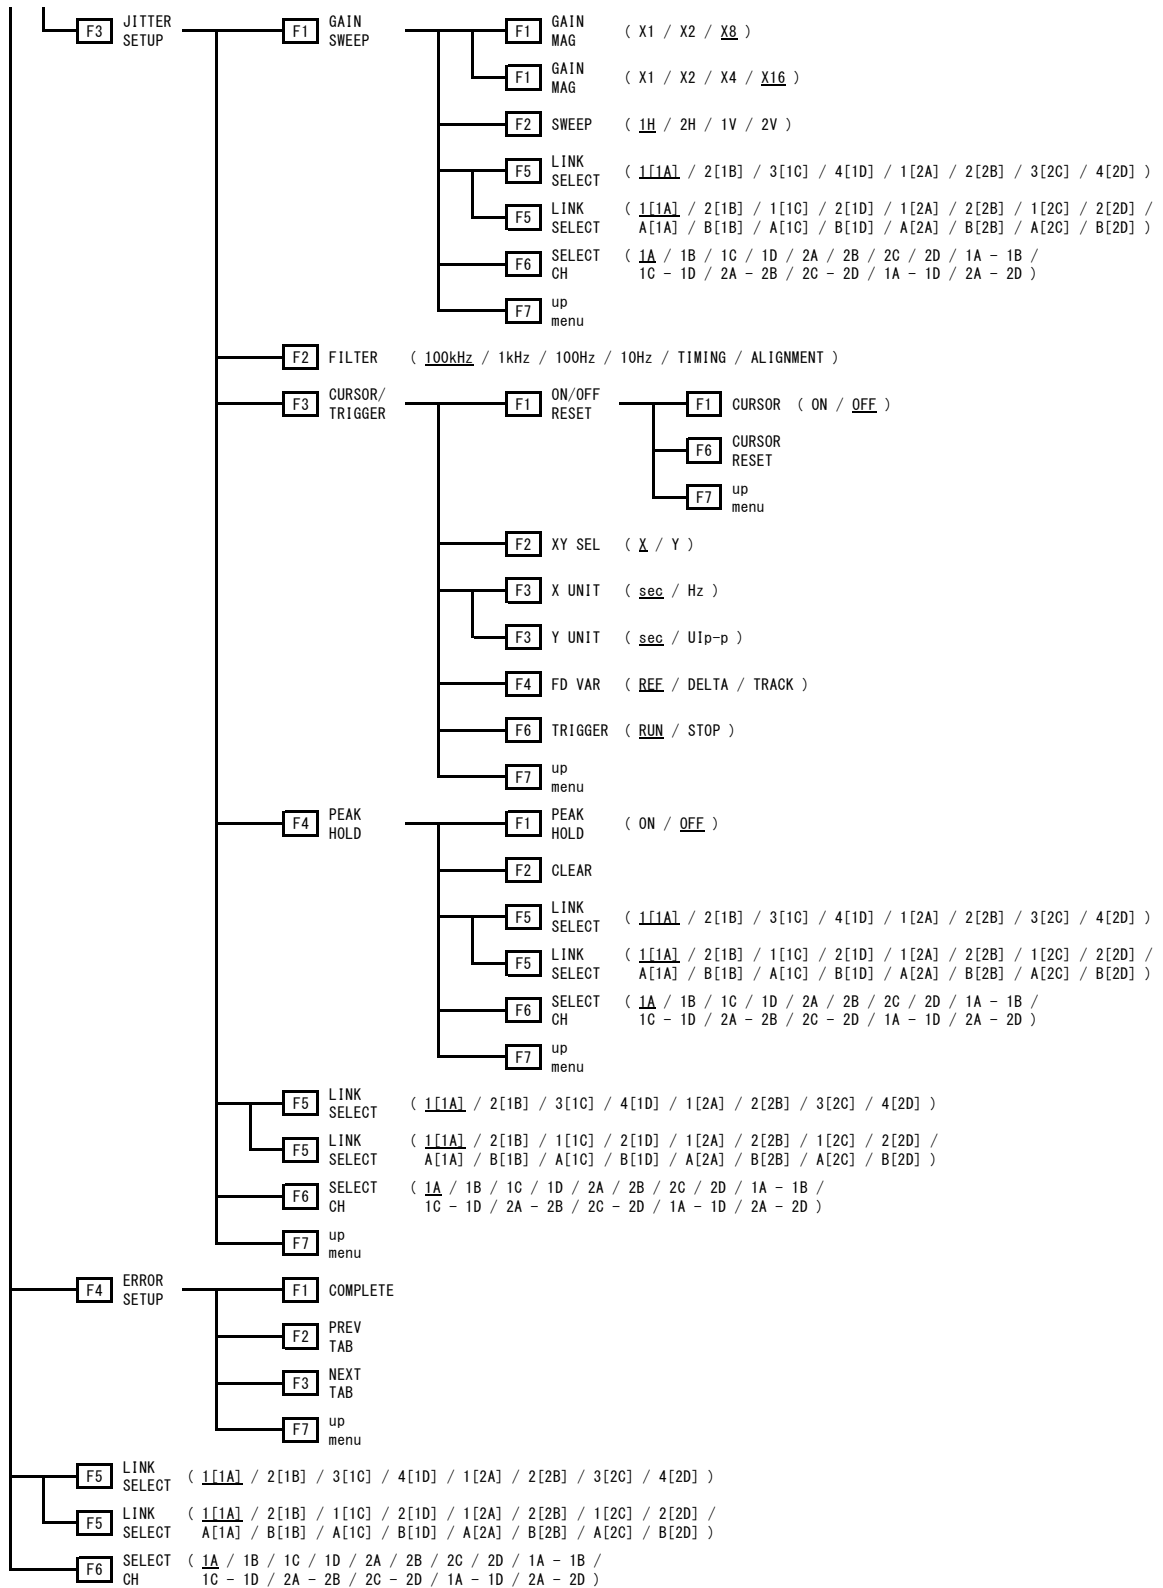 F3 JITTER SETUP F1 GAIN SWEEP F1 GAIN MAG ( X1 / X2 / X8 )
F1 GAIN MAG ( X1 / X2 / X4 / X16 )
F2 SWEEP ( 1H / 2H / 1V / 2V )
F5 LINK SELECT ( 1[1A] / 2[1B] / 3[1C] / 4[1D] / 1[2A] / 2[2B] / 3[2C] / 4[2D] )
F5 LINK SELECT ( 1[1A] / 2[1B] / 1[1C] / 2[1D] / 1[2A] / 2[2B] / 1[2C] / 2[2D] /
A[1A] / B[1B] / A[1C] / B[1D] / A[2A] / B[2B] / A[2C] / B[2D] )
F6 SELECT CH ( 1A / 1B / 1C / 1D / 2A / 2B / 2C / 2D / 1A - 1B /
1C - 1D / 2A - 2B / 2C - 2D / 1A - 1D / 2A - 2D )
F7 up menu
F2 FILTER ( 100kHz / 1kHz / 100Hz / 10Hz / TIMING / ALIGNMENT )
F3 CURSOR/ TRIGGER F1 ON/OFF RESET F1 CURSOR ( ON / OFF )
F6 CURSOR RESET
F7 up menu
F2 XY SEL ( X / Y )
F3 X UNIT ( sec / Hz )
F3 Y UNIT ( sec / UIp-p )
F4 FD VAR ( REF / DELTA / TRACK )
F6 TRIGGER ( RUN / STOP )
F7 up menu
F4 PEAK HOLD F1 PEAK HOLD ( ON / OFF )
F2 CLEAR
F5 LINK SELECT ( 1[1A] / 2[1B] / 3[1C] / 4[1D] / 1[2A] / 2[2B] / 3[2C] / 4[2D] )
F5 LINK SELECT ( 1[1A] / 2[1B] / 1[1C] / 2[1D] / 1[2A] / 2[2B] / 1[2C] / 2[2D] /
A[1A] / B[1B] / A[1C] / B[1D] / A[2A] / B[2B] / A[2C] / B[2D] )
F6 SELECT CH ( 1A / 1B / 1C / 1D / 2A / 2B / 2C / 2D / 1A - 1B /
1C - 1D / 2A - 2B / 2C - 2D / 1A - 1D / 2A - 2D )
F7 up menu
F5 LINK SELECT ( 1[1A] / 2[1B] / 3[1C] / 4[1D] / 1[2A] / 2[2B] / 3[2C] / 4[2D] )
F5 LINK SELECT ( 1[1A] / 2[1B] / 1[1C] / 2[1D] / 1[2A] / 2[2B] / 1[2C] / 2[2D] /
A[1A] / B[1B] / A[1C] / B[1D] / A[2A] / B[2B] / A[2C] / B[2D] )
F6 SELECT CH ( 1A / 1B / 1C / 1D / 2A / 2B / 2C / 2D / 1A - 1B /
1C - 1D / 2A - 2B / 2C - 2D / 1A - 1D / 2A - 2D )
F7 up menu
F4 ERROR SETUP F1 COMPLETE
F2 PREV TAB
F3 NEXT TAB
F7 up menu
F5 LINK SELECT ( 1[1A] / 2[1B] / 3[1C] / 4[1D] / 1[2A] / 2[2B] / 3[2C] / 4[2D] )
F5 LINK SELECT ( 1[1A] / 2[1B] / 1[1C] / 2[1D] / 1[2A] / 2[2B] / 1[2C] / 2[2D] /
A[1A] / B[1B] / A[1C] / B[1D] / A[2A] / B[2B] / A[2C] / B[2D] )
F6 SELECT CH ( 1A / 1B / 1C / 1D / 2A / 2B / 2C / 2D / 1A - 1B /
1C - 1D / 2A - 2B / 2C - 2D / 1A - 1D / 2A - 2D )